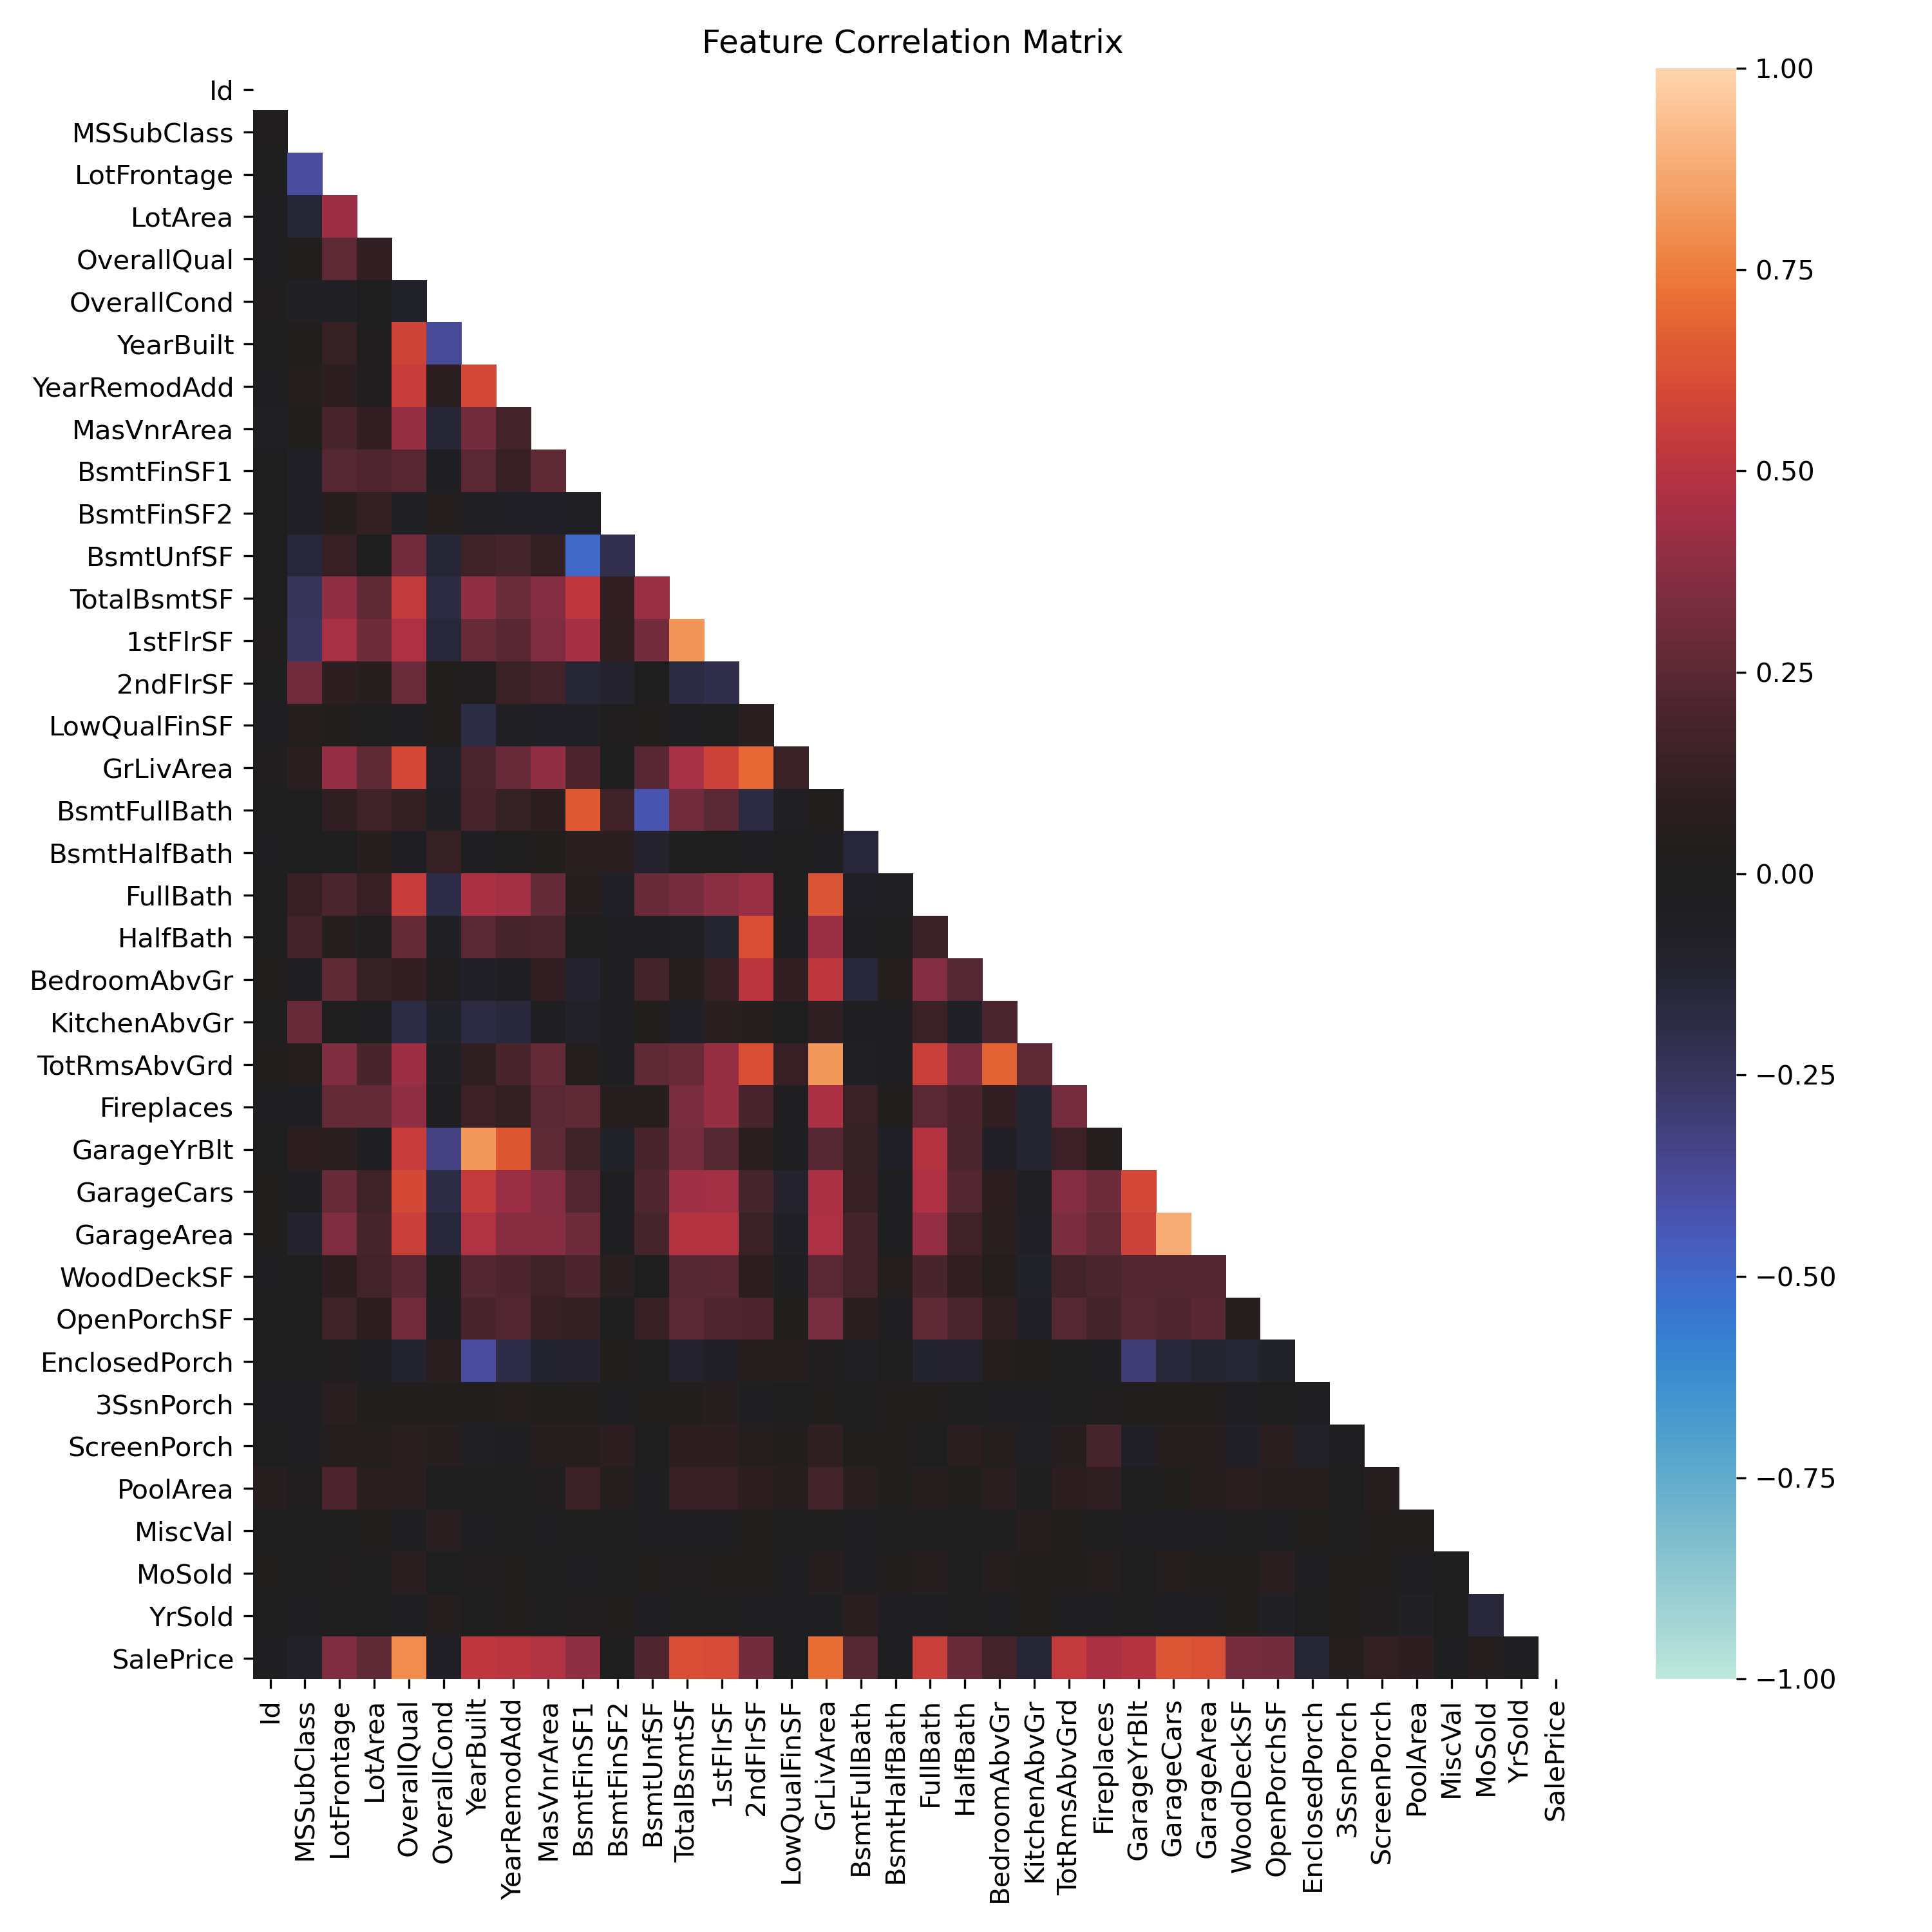 Feature Correlation Matrix
Id
MSSubClass
LotFrontage
LotArea
OverallQual
OverallCond
YearBuilt
YearRemodAdd
MasVnrArea
BsmtFinSF1
BsmtFinSF2
BsmtUnfSF
TotalBsmtSF
1stFlrSF
2ndFlrSF
LowQualFinSF
GrLivArea
BsmtFullBath
BsmtHalfBath
FullBath
HalfBath
BedroomAbvGr
KitchenAbvGr
TotRmsAbvGrd
Fireplaces
GarageYrBlt
GarageCars
GarageArea
WoodDeckSF
OpenPorchSF
EnclosedPorch
3SsnPorch
ScreenPorch
PoolArea
MiscVal
MoSold
YrSold
SalePrice
Id
MSSubClass
LotFrontage
LotArea
OverallQual
OverallCond
YearBuilt
YearRemodAdd
MasVnrArea
BsmtFinSF1
BsmtFinSF2
BsmtUnfSF
TotalBsmtSF
1stFlrSF
2ndFlrSF
LowQualFinSF
GrLivArea
BsmtFullBath
BsmtHalfBath
FullBath
HalfBath
BedroomAbvGr
KitchenAbvGr
TotRmsAbvGrd
Fireplaces
GarageYrBlt
GarageCars
GarageArea
WoodDeckSF
OpenPorchSF
EnclosedPorch
3SsnPorch
ScreenPorch
PoolArea
MiscVal
MoSold
YrSold
SalePrice
1.00
0.75
0.50
0.25
0.00
−0.25
−0.50
−0.75
−1.00